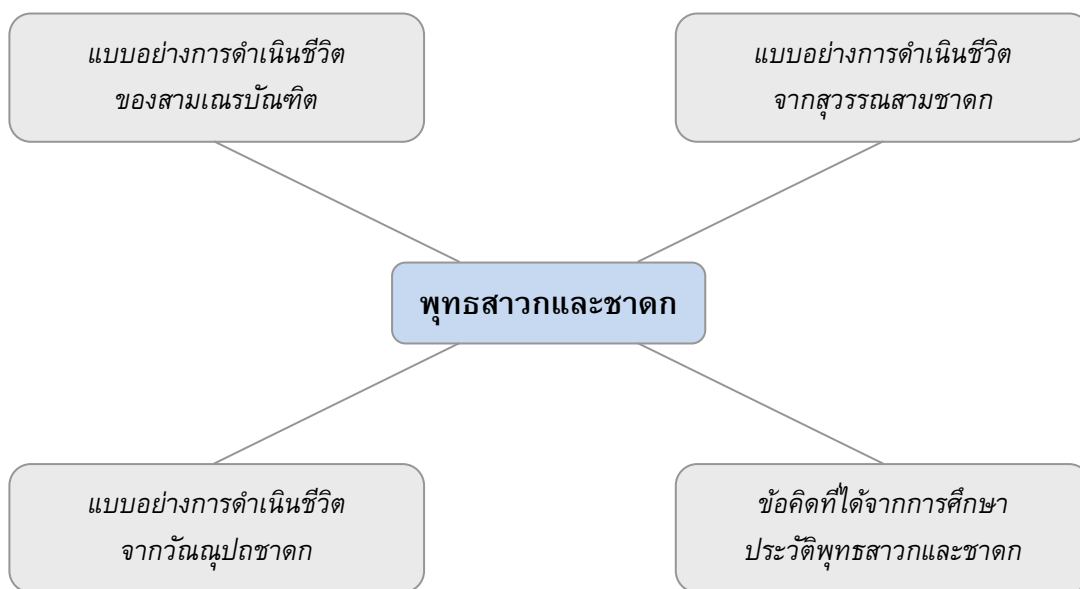 แบบอย่างการดำเนินชีวิต
ของสามเณรบัณฑิต
แบบอย่างการดำเนินชีวิต
จากสุวรรณสามชาดก
พุทธสาวกและชาดก
แบบอย่างการดำเนินชีวิต
จากวัณณุปถชาดก
ข้อคิดที่ได้จากการศึกษา
ประวัติพุทธสาวกและชาดก